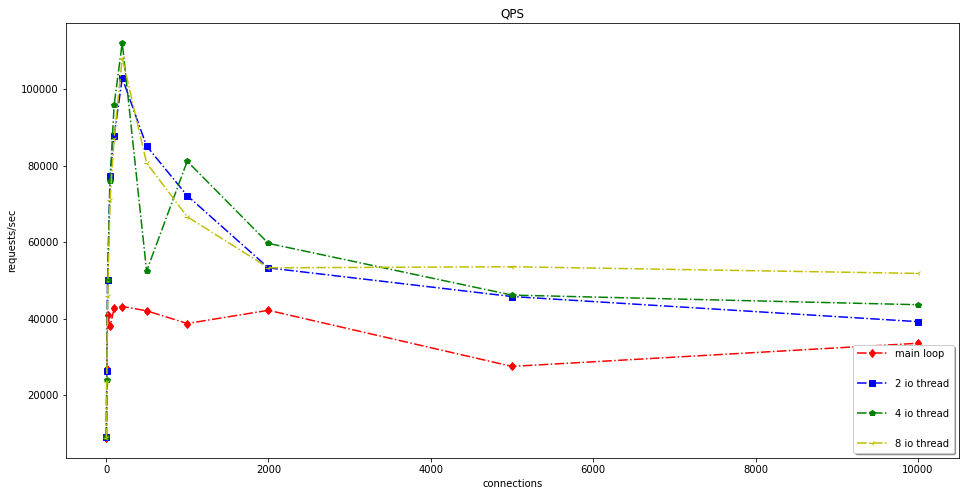 QPS
requests/sec
100000
80000
60000
40000
20000
0
2000
4000
6000
8000
10000
connections
main loop
2 io thread
4 io thread
8 io thread